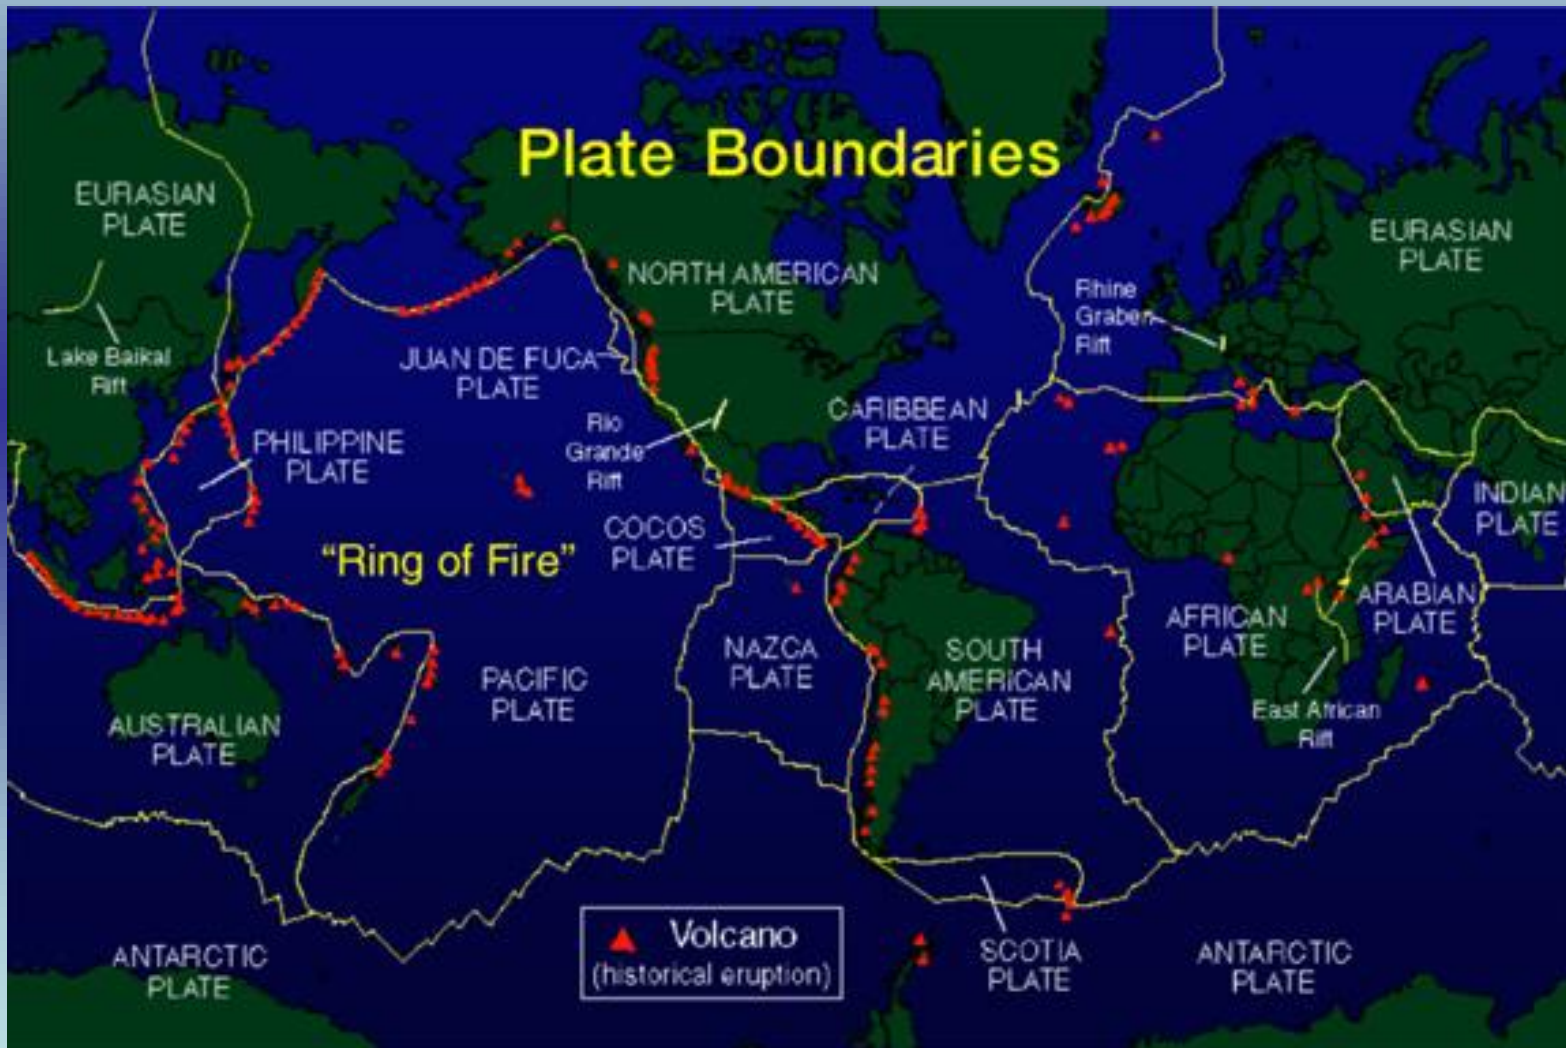 Plate Boundaries
EURASIAN
PLATE
Lake Baikal
Rift
PHILIPPINE
PLATE
NORTH AMERICAN
PLATE
JUAN DE FUCA
PLATE
Rio
Grande
Rift
CARIBBEAN
PLATE
Rhine
Graben
Rift
EURASIAN
PLATE
INDIAN
PLATE
COCOS
PLATE
"Ring of Fire"
ARABIAN
PLATE
AFRICAN
PLATE
NAZCA
PLATE
SOUTH
AMERICAN
PLATE
PACIFIC
PLATE
AUSTRALIAN
PLATE
East African
Rift
Volcano
(historical eruption)
ANTARCTIC
PLATE
SCOTIA
PLATE
ANTARCTIC
PLATE